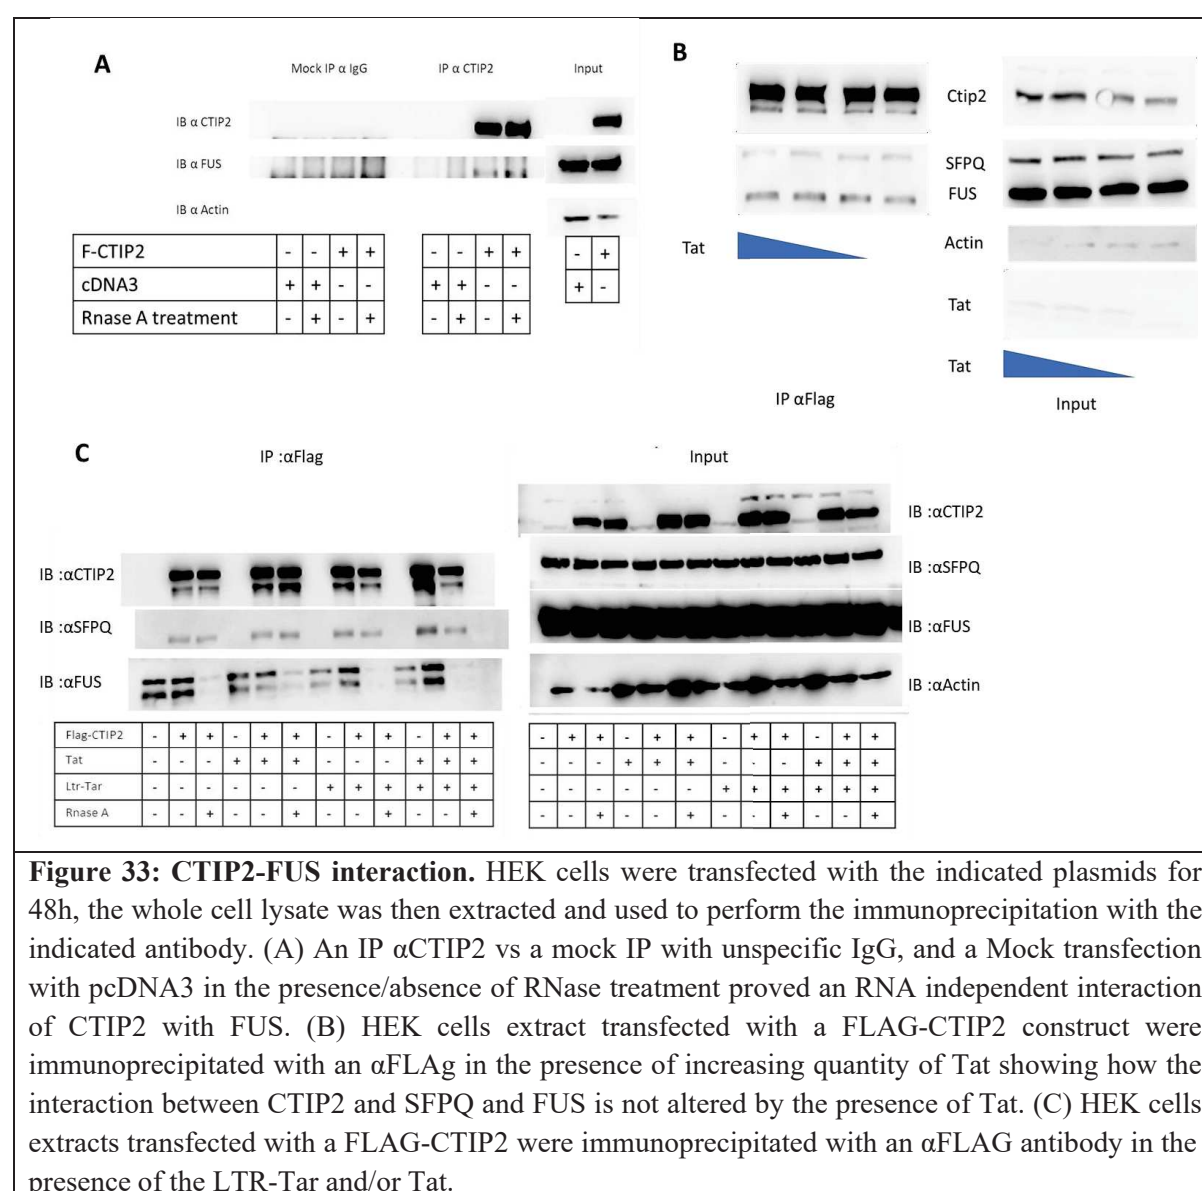 A
Mock IP α IgG IP α CTIP2 Input
IB α CTIP2
IB α FUS
IB α Actin
F-CTIP2 - - + + - - + + - +
cDNA3 + + - - + + - - + -
Rnase A treatment - + - + - + - +
B
Ctip2
SFPQ
FUS
Actin
Tat
Tat
Tat
IP αFlag
Input
C
IP :αFlag
Input
IB :αCTIP2
IB :αSFPQ
IB :αFUS
IB :αCTIP2
IB :αSFPQ
IB :αFUS
IB :αActin
Flag-CTIP2 - + + - + + - + + - + +
Tat - - - + + + - - - + + +
Ltr-Tar - - - - - - + + + + + +
Rnase A - - + - - + - - + - - +
- + + - + + - + + - + +
- - - + + + - - - + + +
- - - - - - + + + + + +
- - + - - + - - + - - +
Figure 33: CTIP2-FUS interaction. HEK cells were transfected with the indicated plasmids for
48h, the whole cell lysate was then extracted and used to perform the immunoprecipitation with the
indicated antibody. (A) An IP αCTIP2 vs a mock IP with unspecific IgG, and a Mock transfection
with pcDNA3 in the presence/absence of RNase treatment proved an RNA independent interaction
of CTIP2 with FUS. (B) HEK cells extract transfected with a FLAG-CTIP2 construct were
immunoprecipitated with an αFLAg in the presence of increasing quantity of Tat showing how the
interaction between CTIP2 and SFPQ and FUS is not altered by the presence of Tat. (C) HEK cells
extracts transfected with a FLAG-CTIP2 were immunoprecipitated with an αFLAG antibody in the
presence of the LTR-Tar and/or Tat.